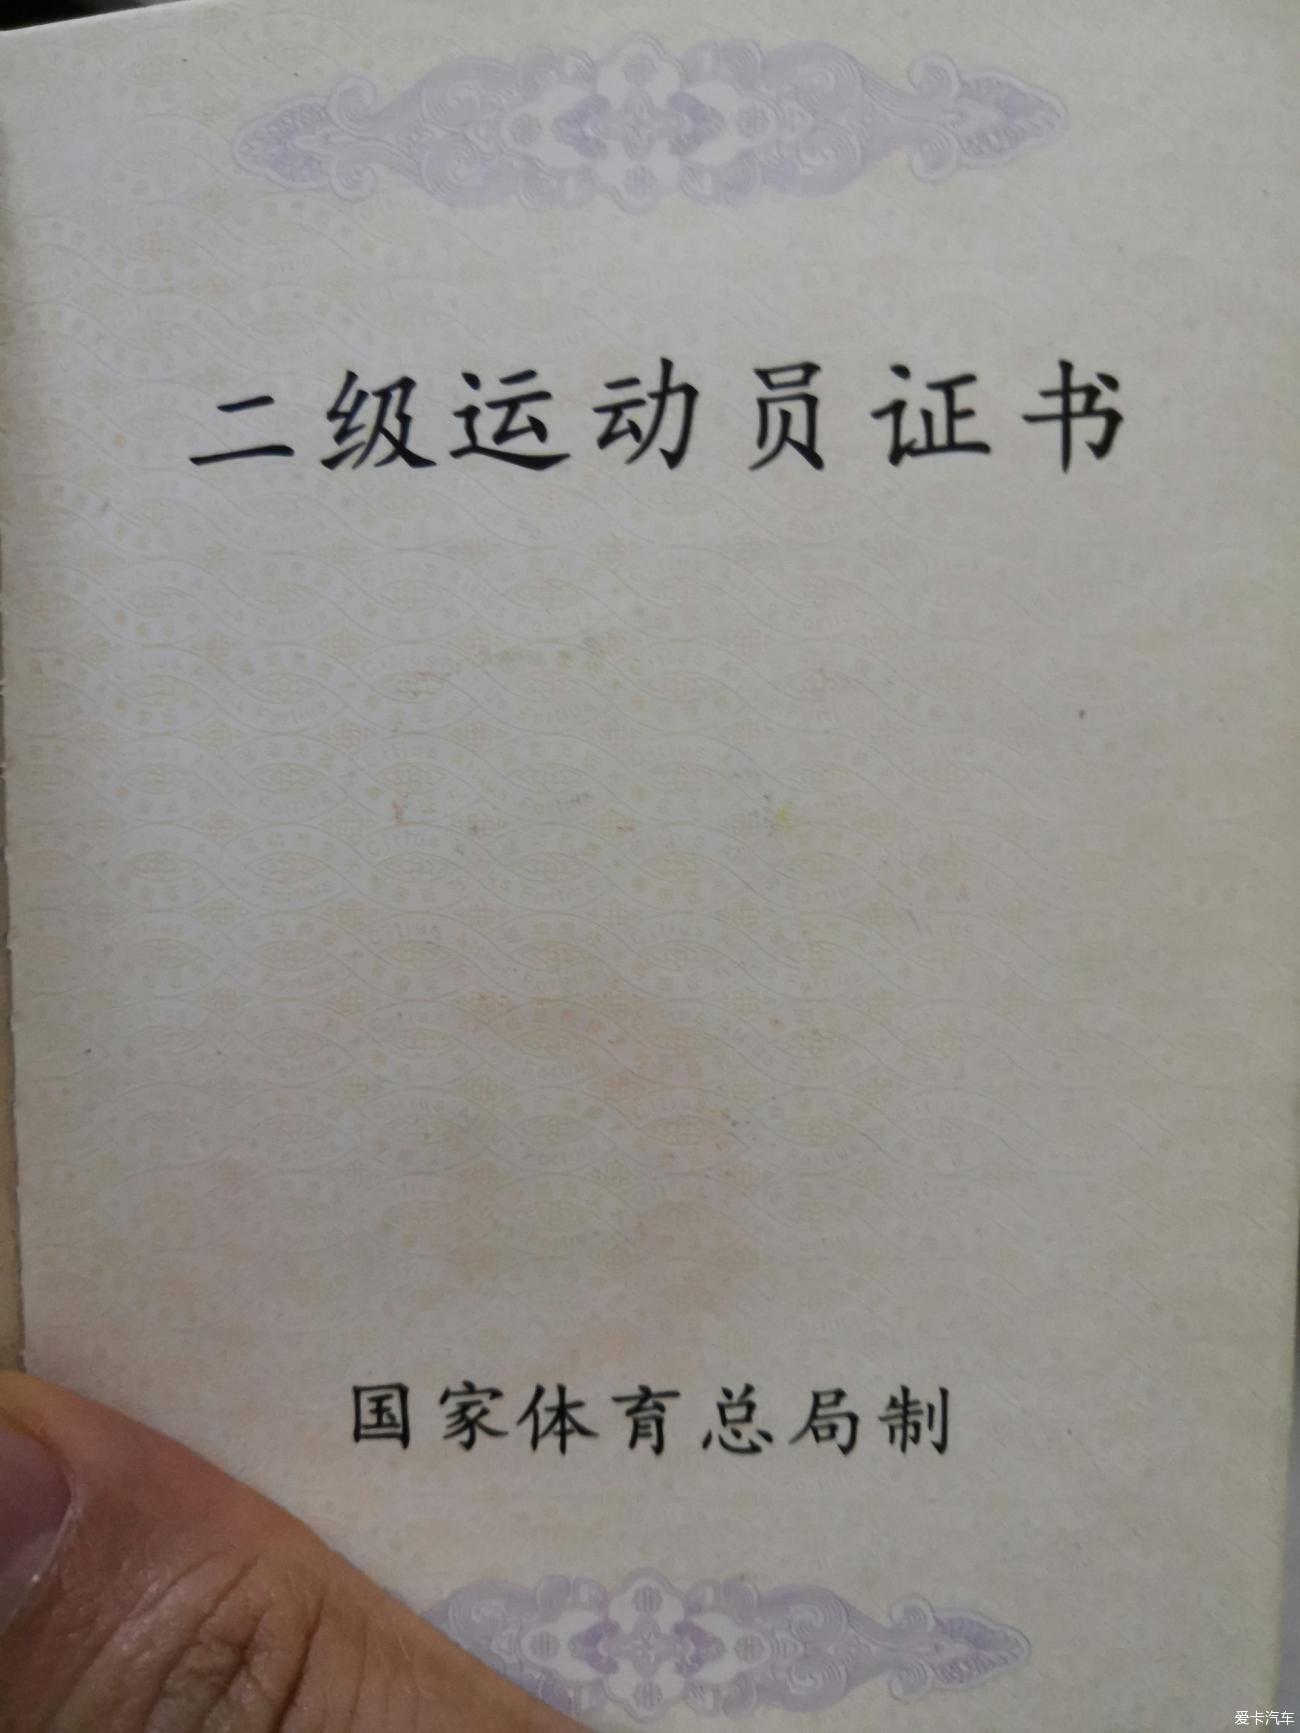 二级运动员证书
国家体育总局制
爱卡汽车